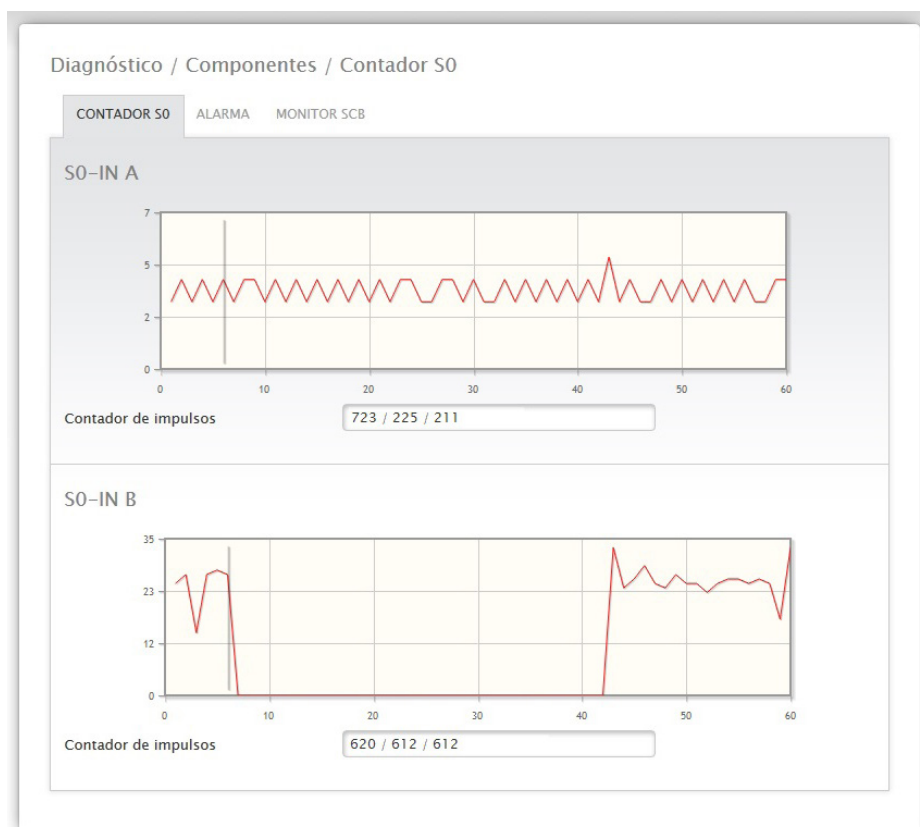 Diagnóstico / Componentes / Contador S0
CONTADOR S0 ALARMA MONITOR SCB
S0-IN A
7
5
2
0
0 10 20 30 40 50 60
Contador de impulsos 723 / 225 / 211
S0-IN B
35
23
12
0
0 10 20 30 40 50 60
Contador de impulsos 620 / 612 / 612